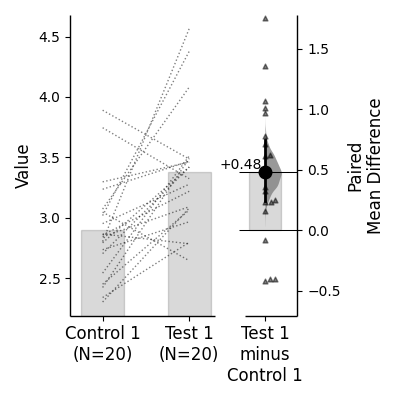 4.5
4.0
3.5
3.0
2.5
Value
Control 1
(N=20)
Test 1
(N=20)
+0.48
1.5
1.0
0.5
0.0
−0.5
Paired
Mean Difference
Test 1
minus
Control 1